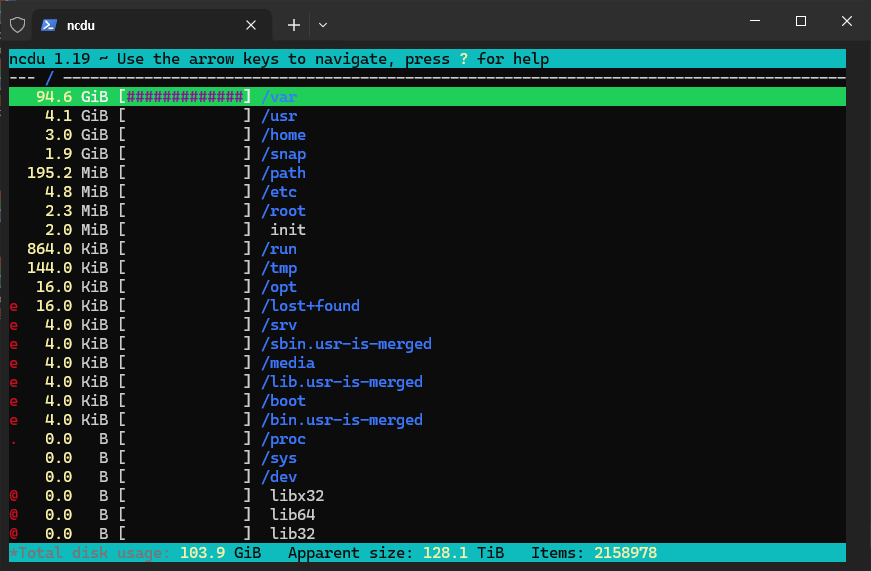 ncdu
ncdu 1.19 ~ Use the arrow keys to navigate, press ? for help
--- / ---------------------------------------------------------------------------------------
94.6 GiB [#############] /var
4.1 GiB [             ] /usr
3.0 GiB [             ] /home
1.9 GiB [             ] /snap
195.2 MiB [             ] /path
4.8 MiB [             ] /etc
2.3 MiB [             ] /root
2.0 MiB [             ]  init
864.0 KiB [             ] /run
144.0 KiB [             ] /tmp
16.0 KiB [             ] /opt
e 16.0 KiB [             ] /lost+found
e 4.0 KiB [             ] /srv
e 4.0 KiB [             ] /sbin.usr-is-merged
e 4.0 KiB [             ] /media
e 4.0 KiB [             ] /lib.usr-is-merged
e 4.0 KiB [             ] /boot
e 4.0 KiB [             ] /bin.usr-is-merged
. 0.0   B [             ] /proc
0.0   B [             ] /sys
0.0   B [             ] /dev
@ 0.0   B [             ]  libx32
@ 0.0   B [             ]  lib64
@ 0.0   B [             ]  lib32
*Total disk usage: 103.9 GiB   Apparent size: 128.1 TiB   Items: 2158978